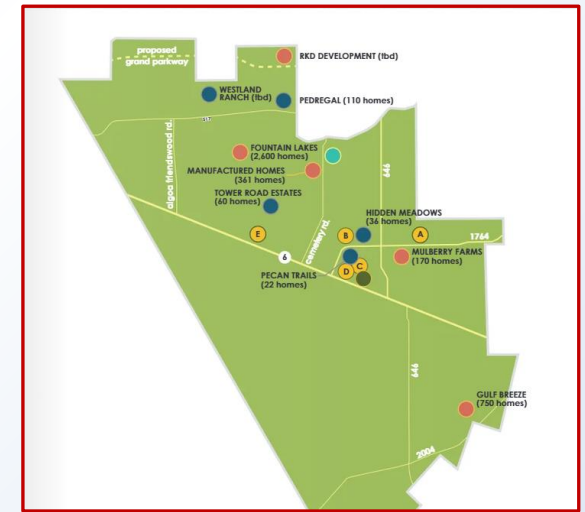 proposed
grand parkway
RKD DEVELOPMENT (tbd)
WESTLAND
RANCH (tbd)
PEDREGAL (110 homes)
algoa friendswood rd.
FOUNTAIN LAKES
(2,600 homes)
646
MANUFACTURED HOMES
(361 homes)
TOWER ROAD ESTATES
(60 homes)
HIDDEN MEADOWS
(36 homes)
cemetery rd.
E
B
A
1764
6
MULBERRY FARMS
(170 homes)
PECAN TRAILS
(22 homes)
C
D
646
GULF BREEZE
(750 homes)
2004